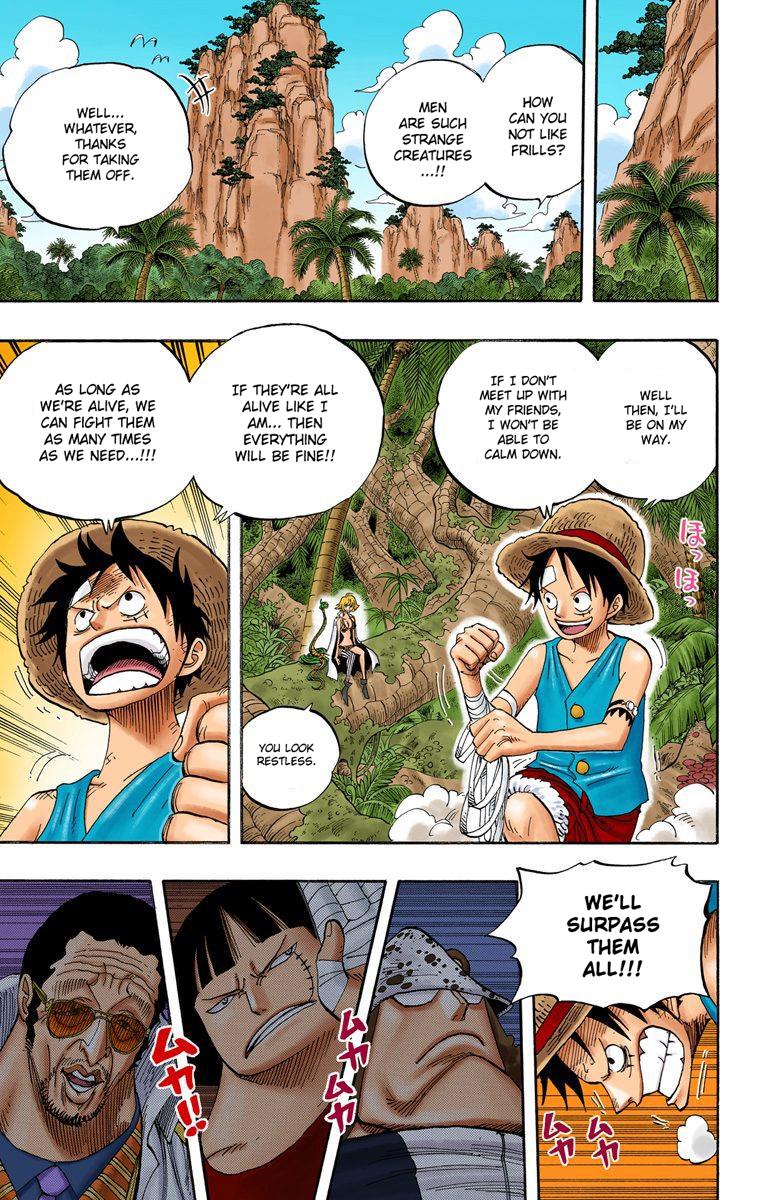 HOW
CAN YOU
NOT LIKE
FRILLS?
MEN
ARE SUCH
STRANGE
CREATURES
...!!
WELL...
WHATEVER,
THANKS
FOR TAKING
THEM OFF.
WELL
THEN, I'LL
BE ON MY
WAY.
IF I DON'T
MEET UP WITH
MY FRIENDS,
I WON'T BE
ABLE TO
CALM DOWN.
ほっほっ
YOU LOOK
RESTLESS.
IF THEY'RE ALL
ALIVE LIKE I
AM... THEN
EVERYTHING
WILL BE FINE!!
AS LONG AS
WE'RE ALIVE, WE
CAN FIGHT THEM
AS MANY TIMES
AS WE NEED...!!!
WE'LL
SURPASS
THEM
ALL!!!
ムカ
ムカ
ムカ
ムカ
ムカ!!